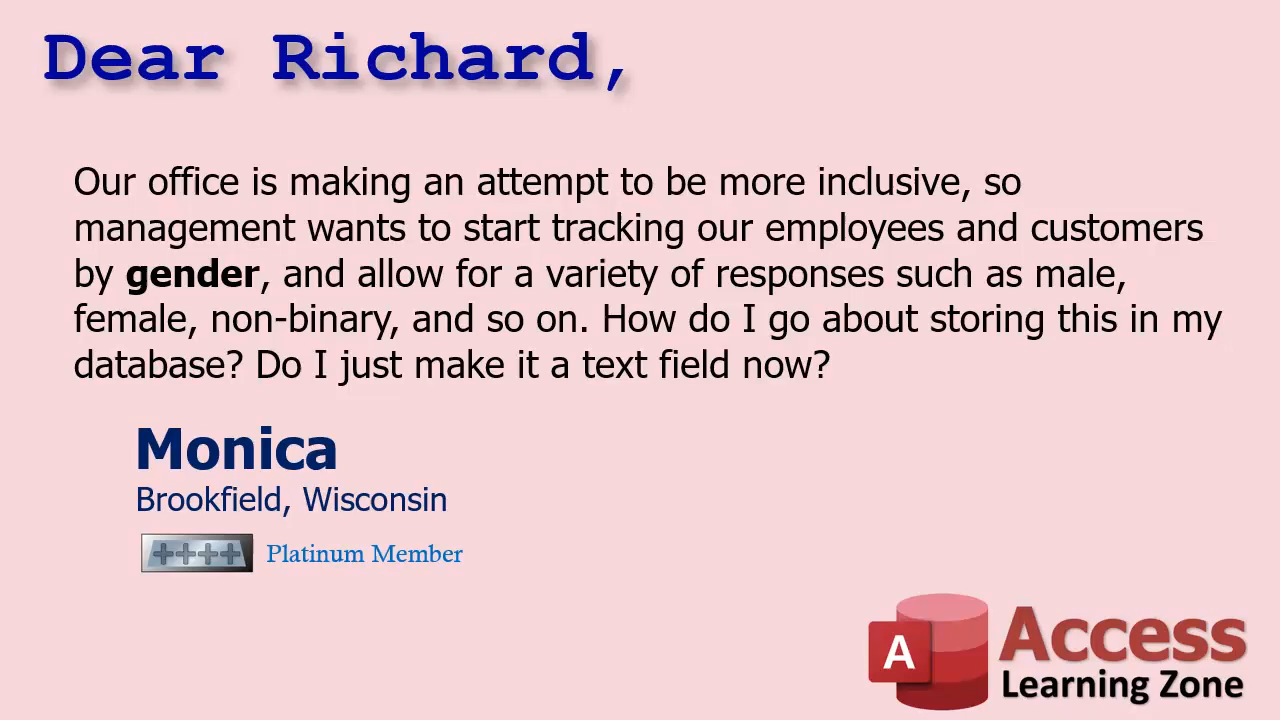 Dear Richard,
Our office is making an attempt to be more inclusive, so
management wants to start tracking our employees and customers
by gender, and allow for a variety of responses such as male,
female, non-binary, and so on. How do I go about storing this in my
database? Do I just make it a text field now?
Monica
Brookfield, Wisconsin
++++ Platinum Member
A Access
Learning Zone